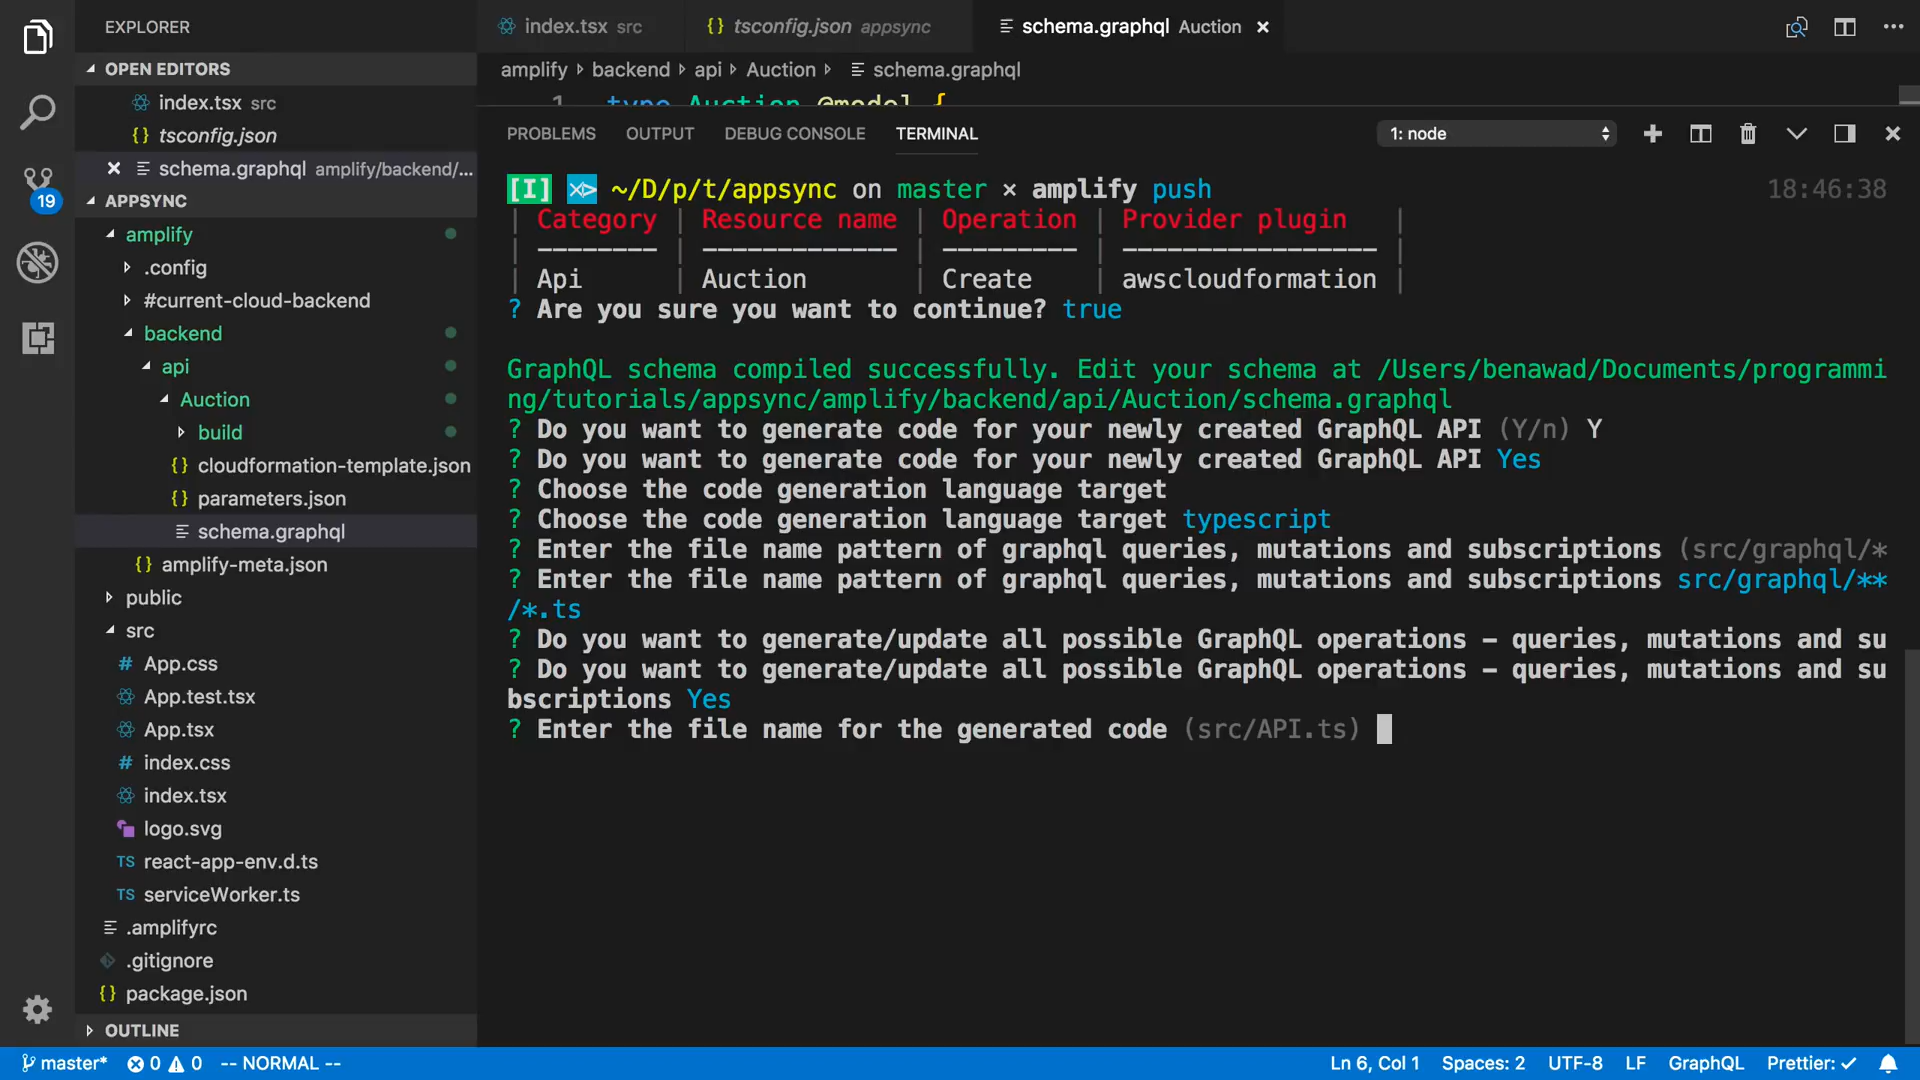 EXPLORER
OPEN EDITORS
index.tsx src
tsconfig.json
schema.graphql amplify/backend/...
19
APPSYNC
amplify
.config
#current-cloud-backend
backend
api
Auction
build
cloudformation-template.json
parameters.json
schema.graphql
amplify-meta.json
public
src
App.css
App.test.tsx
App.tsx
index.css
index.tsx
logo.svg
TS react-app-env.d.ts
TS serviceWorker.ts
.amplifyrc
.gitignore
package.json
OUTLINE
index.tsx src
tsconfig.json appsync
schema.graphql Auction
amplify backend api Auction schema.graphql
1 type Auction @model {
PROBLEMS OUTPUT DEBUG CONSOLE TERMINAL
1: node
[I] ~/D/p/t/appsync on master × amplify push 18:46:38
| Category | Resource name | Operation | Provider plugin |
| -------- | ------------- | --------- | ----------------- |
| Api | Auction | Create | awscloudformation |
? Are you sure you want to continue? true
GraphQL schema compiled successfully. Edit your schema at /Users/benawad/Documents/programmi
ng/tutorials/appsync/amplify/backend/api/Auction/schema.graphql
? Do you want to generate code for your newly created GraphQL API (Y/n) Y
? Do you want to generate code for your newly created GraphQL API Yes
? Choose the code generation language target
? Choose the code generation language target typescript
? Enter the file name pattern of graphql queries, mutations and subscriptions (src/graphql/*
? Enter the file name pattern of graphql queries, mutations and subscriptions src/graphql/**
/*.ts
? Do you want to generate/update all possible GraphQL operations - queries, mutations and su
? Do you want to generate/update all possible GraphQL operations - queries, mutations and su
bscriptions Yes
? Enter the file name for the generated code (src/API.ts)
master* 0 0 -- NORMAL -- Ln 6, Col 1 Spaces: 2 UTF-8 LF GraphQL Prettier: ✓